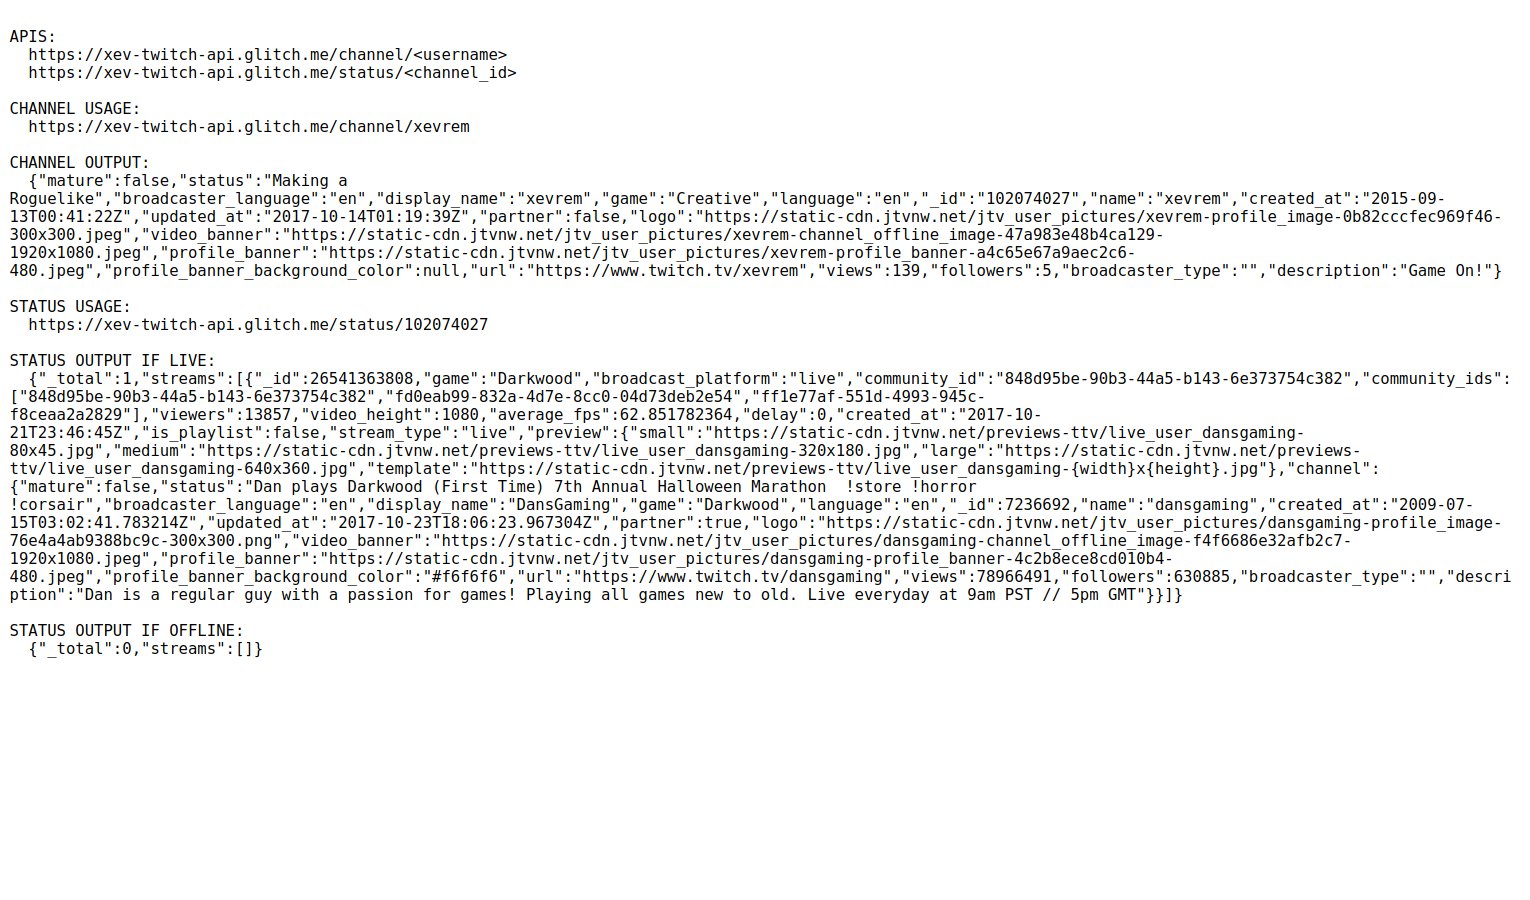 APIS:
https://xev-twitch-api.glitch.me/channel/<username>
https://xev-twitch-api.glitch.me/status/<channel_id>
CHANNEL USAGE:
https://xev-twitch-api.glitch.me/channel/xevrem
CHANNEL OUTPUT:
{"mature":false,"status":"Making a
Roguelike","broadcaster_language":"en","display_name":"xevrem","game":"Creative","language":"en","_id":"102074027","name":"xevrem","created_at":"2015-09-
13T00:41:22Z","updated_at":"2017-10-14T01:19:39Z","partner":false,"logo":"https://static-cdn.jtvnw.net/jtv_user_pictures/xevrem-profile_image-0b82cccfec969f46-
300x300.jpeg","video_banner":"https://static-cdn.jtvnw.net/jtv_user_pictures/xevrem-channel_offline_image-47a983e48b4ca129-
1920x1080.jpeg","profile_banner":"https://static-cdn.jtvnw.net/jtv_user_pictures/xevrem-profile_banner-a4c65e67a9aec2c6-
480.jpeg","profile_banner_background_color":null,"url":"https://www.twitch.tv/xevrem","views":139,"followers":5,"broadcaster_type":"","description":"Game On!"}
STATUS USAGE:
https://xev-twitch-api.glitch.me/status/102074027
STATUS OUTPUT IF LIVE:
{"_total":1,"streams":[{"_id":26541363808,"game":"Darkwood","broadcast_platform":"live","community_id":"848d95be-90b3-44a5-b143-6e373754c382","community_ids":
["848d95be-90b3-44a5-b143-6e373754c382","fd0eab99-832a-4d7e-8cc0-04d73deb2e54","ff1e77af-551d-4993-945c-
f8ceaa2a2829"],"viewers":13857,"video_height":1080,"average_fps":62.851782364,"delay":0,"created_at":"2017-10-
21T23:46:45Z","is_playlist":false,"stream_type":"live","preview":{"small":"https://static-cdn.jtvnw.net/previews-ttv/live_user_dansgaming-
80x45.jpg","medium":"https://static-cdn.jtvnw.net/previews-ttv/live_user_dansgaming-320x180.jpg","large":"https://static-cdn.jtvnw.net/previews-
ttv/live_user_dansgaming-640x360.jpg","template":"https://static-cdn.jtvnw.net/previews-ttv/live_user_dansgaming-{width}x{height}.jpg"},"channel":
{"mature":false,"status":"Dan plays Darkwood (First Time) 7th Annual Halloween Marathon  !store !horror
!corsair","broadcaster_language":"en","display_name":"DansGaming","game":"Darkwood","language":"en","_id":7236692,"name":"dansgaming","created_at":"2009-07-
15T03:02:41.783214Z","updated_at":"2017-10-23T18:06:23.967304Z","partner":true,"logo":"https://static-cdn.jtvnw.net/jtv_user_pictures/dansgaming-profile_image-
76e4a4ab9388bc9c-300x300.png","video_banner":"https://static-cdn.jtvnw.net/jtv_user_pictures/dansgaming-channel_offline_image-f4f6686e32afb2c7-
1920x1080.jpeg","profile_banner":"https://static-cdn.jtvnw.net/jtv_user_pictures/dansgaming-profile_banner-4c2b8ece8cd010b4-
480.jpeg","profile_banner_background_color":"#f6f6f6","url":"https://www.twitch.tv/dansgaming","views":78966491,"followers":630885,"broadcaster_type":"","descri
ption":"Dan is a regular guy with a passion for games! Playing all games new to old. Live everyday at 9am PST // 5pm GMT"}}]}
STATUS OUTPUT IF OFFLINE:
{"_total":0,"streams":[]}